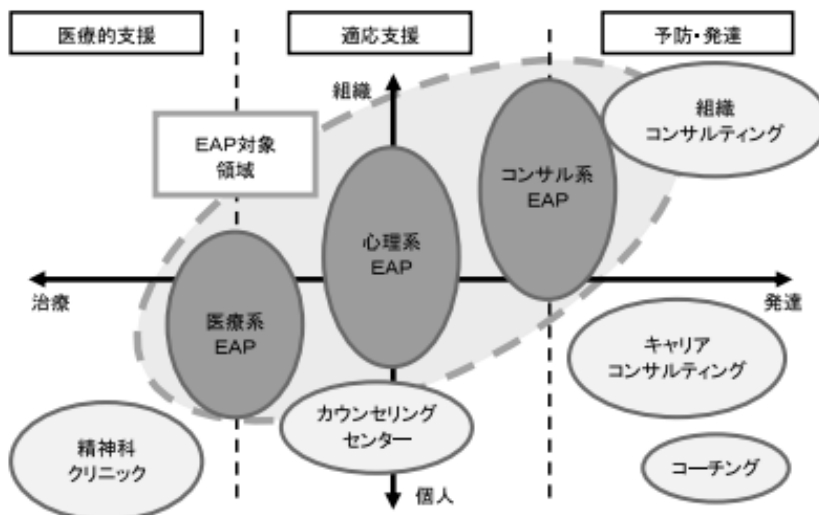 医療的支援
適応支援
予防・発達
組織
組織
コンサルティング
EAP対象
領域
コンサル系
EAP
心理系
EAP
治療
発達
医療系
EAP
キャリア
コンサルティング
カウンセリング
センター
精神科
クリニック
コーチング
個人